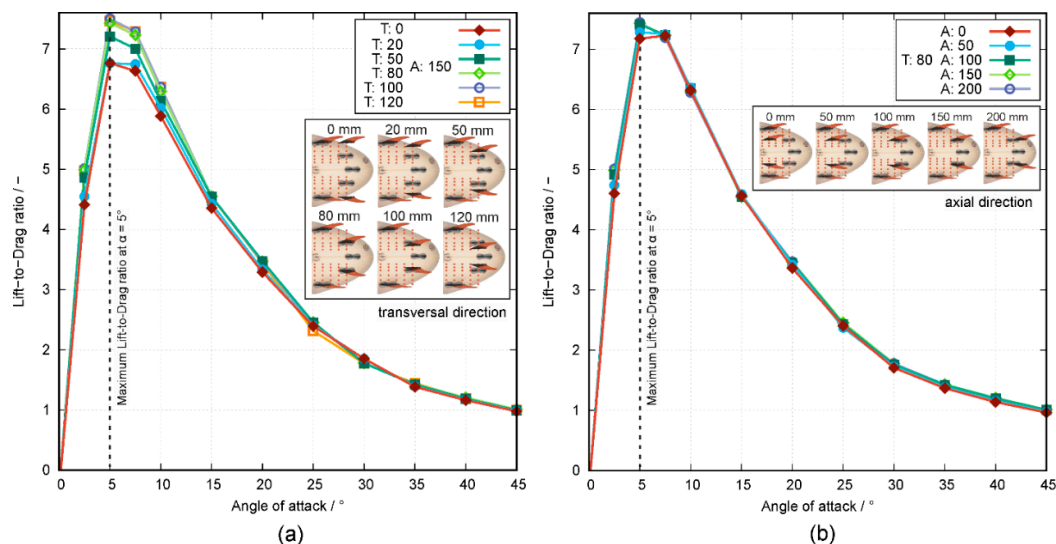 7
6
5
4
3
2
1
0
Lift−to−Drag ratio / −
T: 0
T: 20
T: 50
T: 80
T: 100
T: 120
A: 150
0 mm 20 mm 50 mm
80 mm 100 mm 120 mm
transversal direction
Maximum Lift−to−Drag ratio at α = 5°
0 5 10 15 20 25 30 35 40 45
Angle of attack / °
(a)
7
6
5
4
3
2
1
0
Lift−to−Drag ratio / −
A: 0
A: 50
T: 80 A: 100
A: 150
A: 200
0 mm 50 mm 100 mm 150 mm 200 mm
axial direction
Maximum Lift−to−Drag ratio at α = 5°
0 5 10 15 20 25 30 35 40 45
Angle of attack / °
(b)